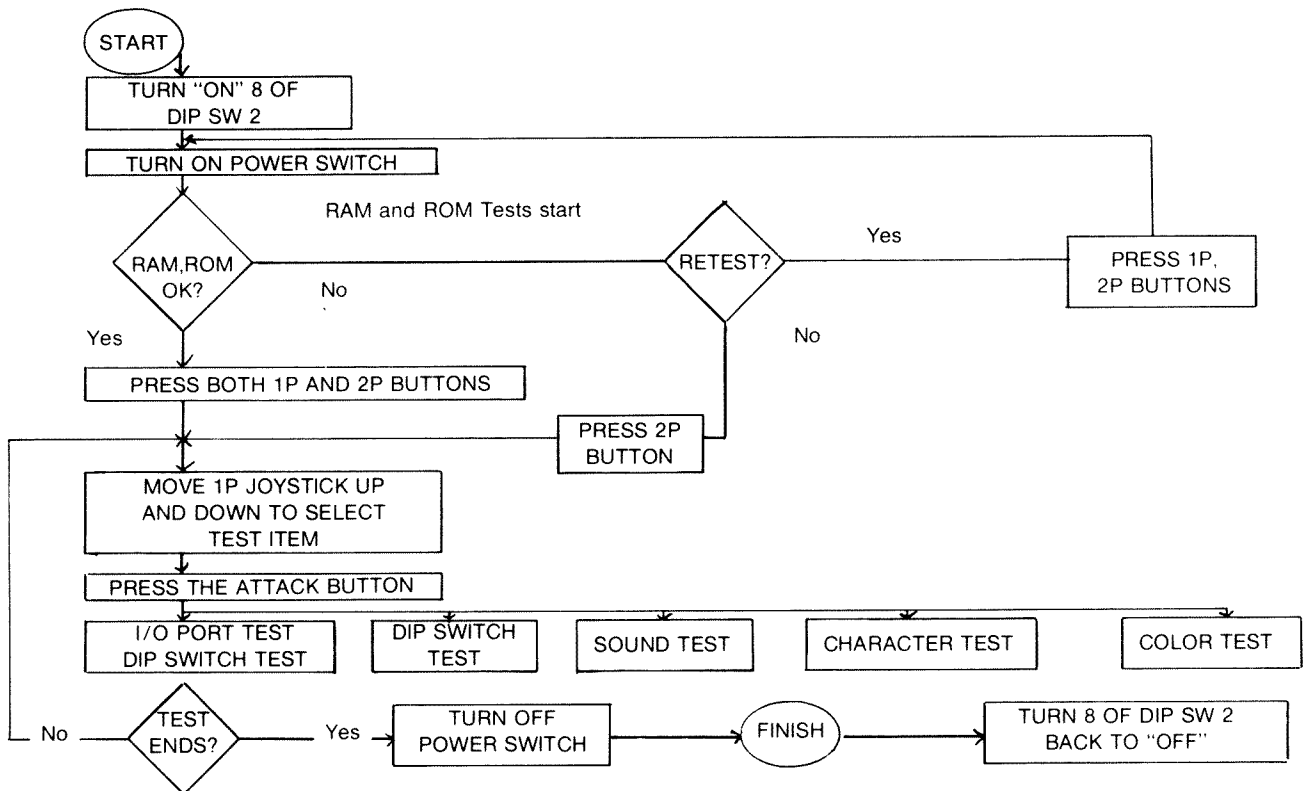 START
TURN "ON" 8 OF
DIP SW 2
TURN ON POWER SWITCH
RAM and ROM Tests start
RAM,ROM
OK?
No
RETEST?
Yes
PRESS 1P,
2P BUTTONS
No
Yes
PRESS BOTH 1P AND 2P BUTTONS
PRESS 2P
BUTTON
MOVE 1P JOYSTICK UP
AND DOWN TO SELECT
TEST ITEM
PRESS THE ATTACK BUTTON
I/O PORT TEST
DIP SWITCH TEST
DIP SWITCH
TEST
SOUND TEST
CHARACTER TEST
COLOR TEST
No
TEST
ENDS?
Yes
TURN OFF
POWER SWITCH
FINISH
TURN 8 OF DIP SW 2
BACK TO "OFF"